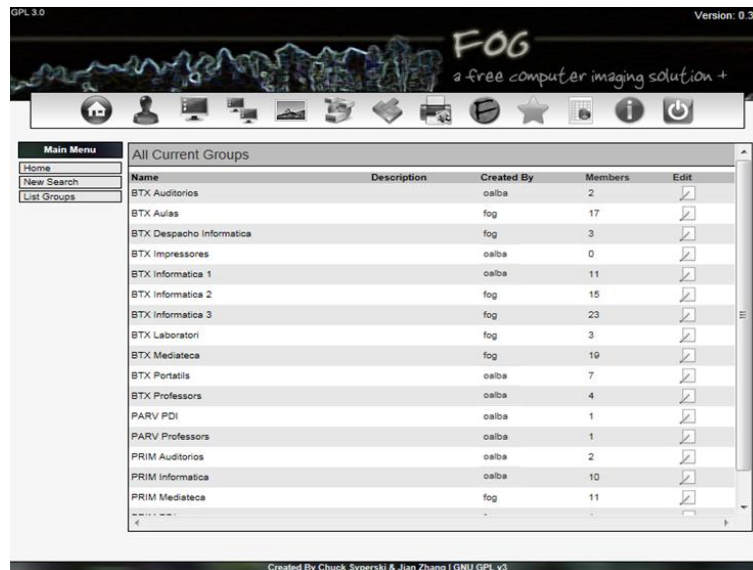 GPL 3.0 Version: 0.3
FOG
a free computer imaging solution +
Main Menu
Home
New Search
List Groups
All Current Groups
Name Description Created By Members Edit
BTX Auditorios oalba 2
BTX Aulas fog 17
BTX Despacho Informatica fog 3
BTX Impressores oalba 0
BTX Informatica 1 oalba 11
BTX Informatica 2 fog 15
BTX Informatica 3 fog 23
BTX Laboratori fog 3
BTX Mediateca fog 19
BTX Portatils oalba 7
BTX Professors oalba 4
PARV PDI oalba 1
PARV Professors oalba 1
PRIM Auditorios oalba 2
PRIM Informatica oalba 10
PRIM Mediateca fog 11
Created By Chuck Syperski & Jian Zhang | GNU GPL v3